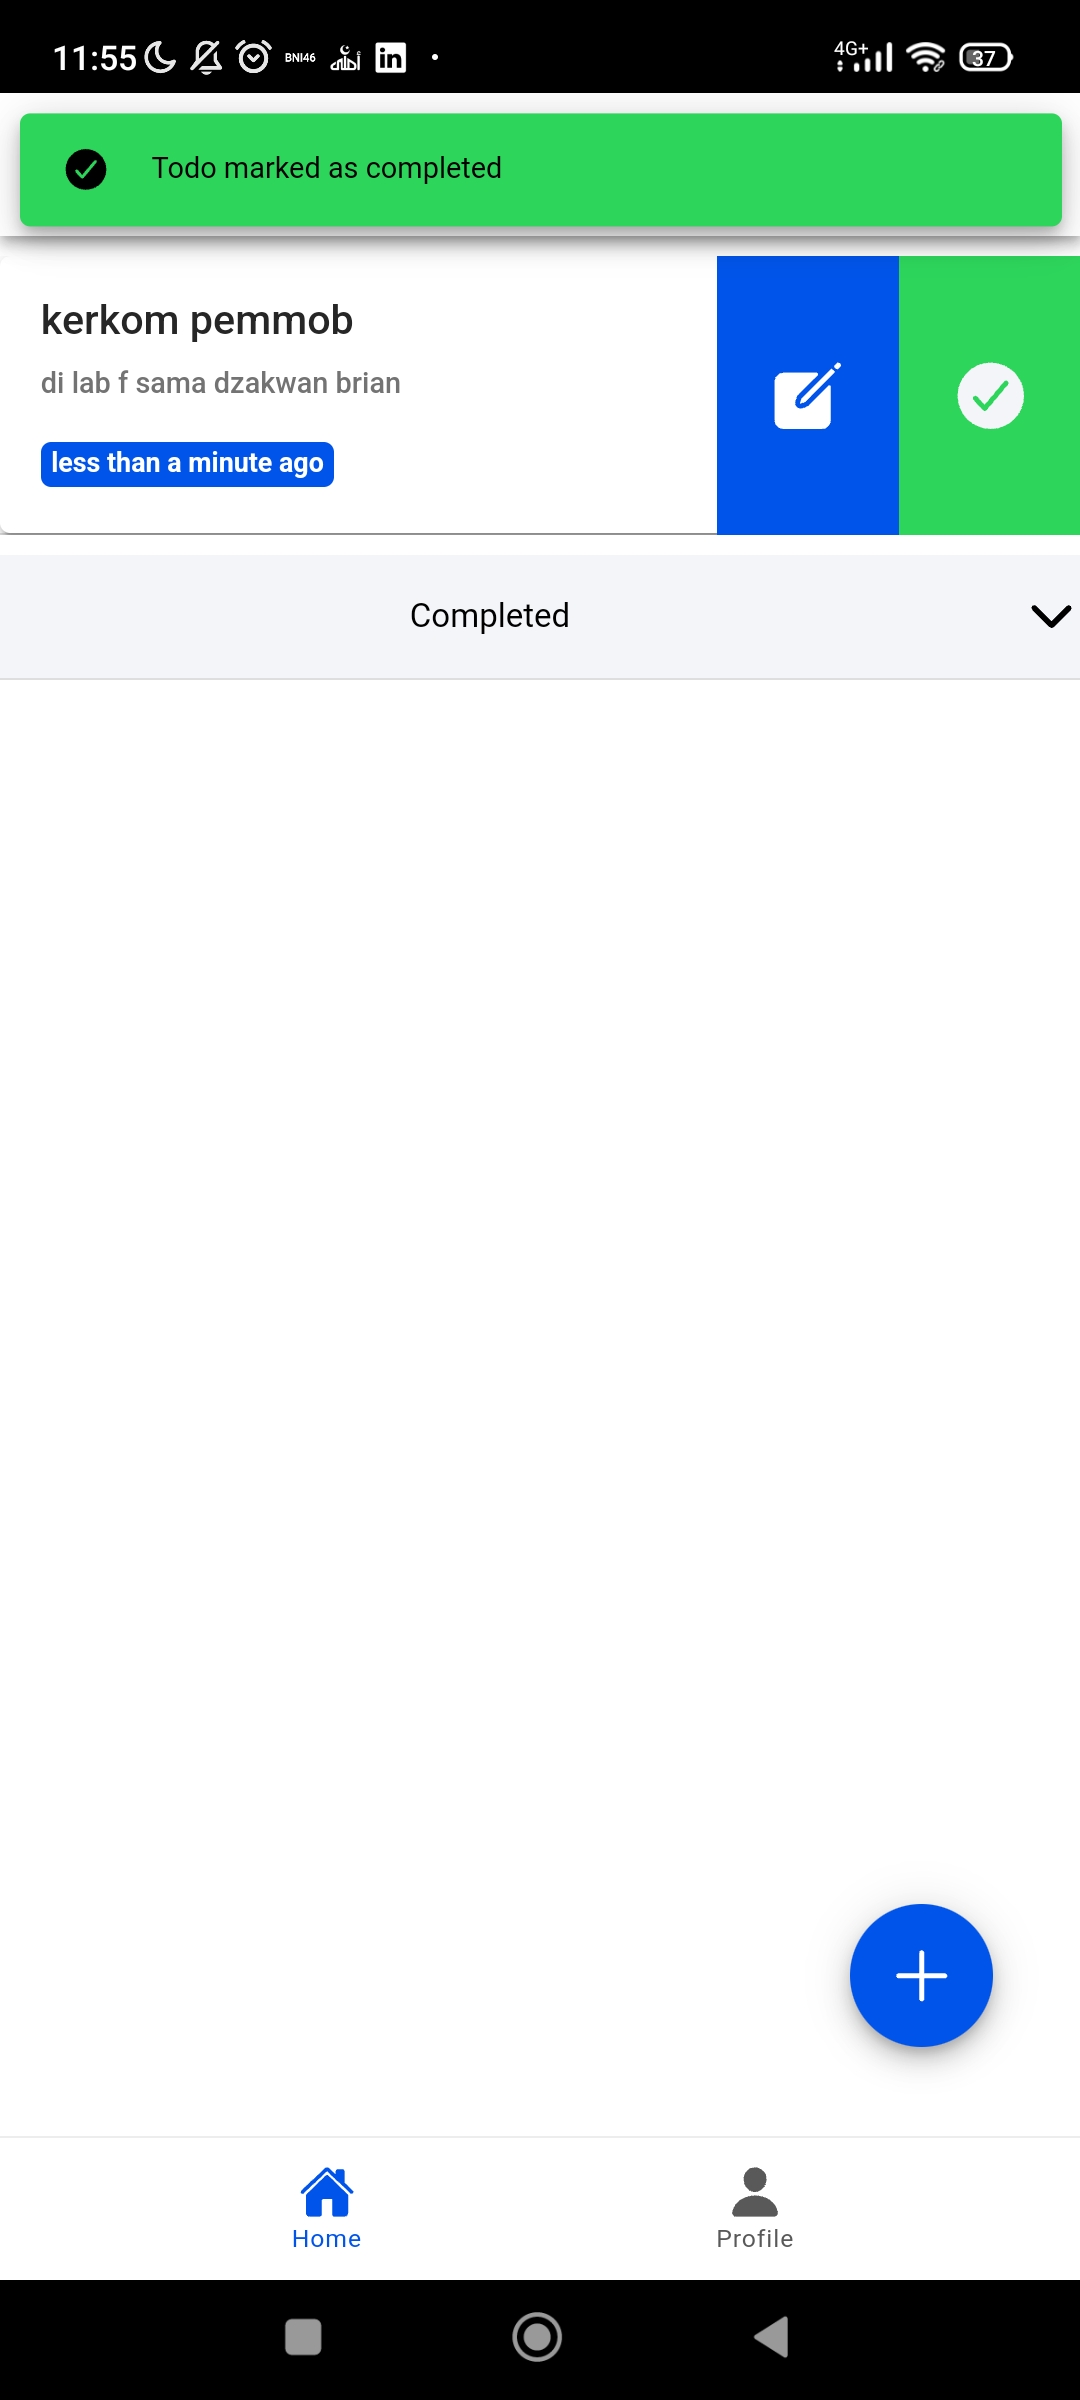 11:55 BNI46 in 4G+ 37
Todo marked as completed
kerkom pemmob
di lab f sama dzakwan brian
less than a minute ago
Completed
Home
Profile